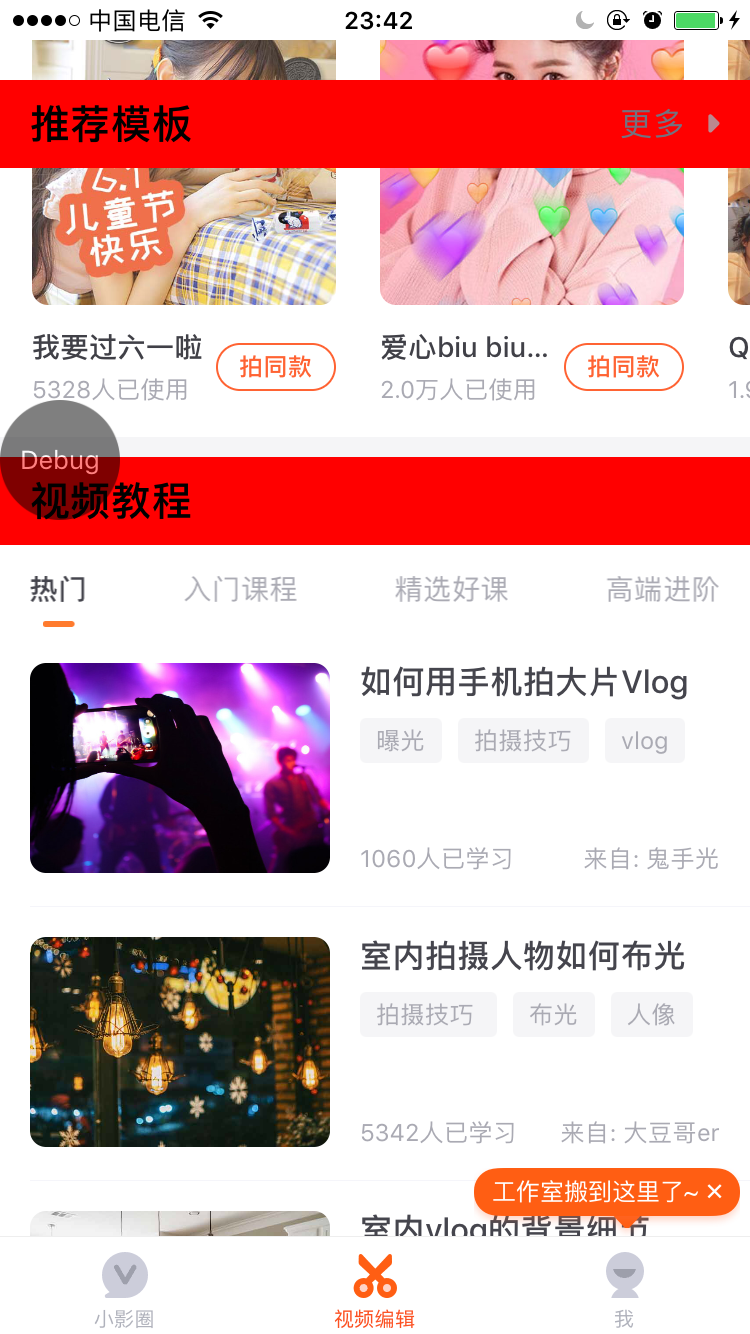 中国电信
23:42
推荐模板
更多
6.1
儿童节
快乐
我要过六一啦
拍同款
5328人已使用
爱心biu biu...
拍同款
2.0万人已使用
Q
1.9
Debug
视频教程
热门
入门课程
精选好课
高端进阶
如何用手机拍大片Vlog
曝光
拍摄技巧
vlog
1060人已学习
来自: 鬼手光
室内拍摄人物如何布光
拍摄技巧
布光
人像
5342人已学习
来自: 大豆哥er
工作室搬到这里了~ ×
室内vlog的背景细节
小影圈
视频编辑
我